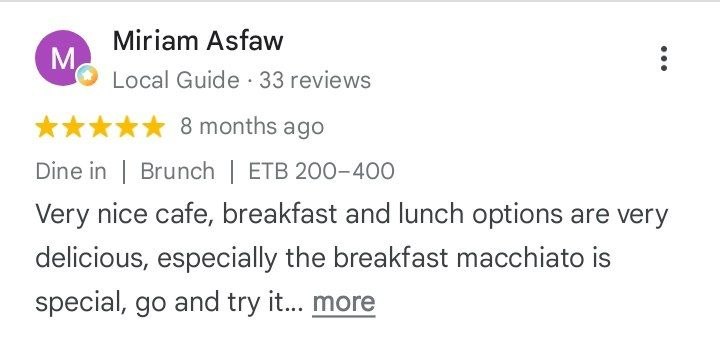 M
Miriam Asfaw
Local Guide · 33 reviews
8 months ago
Dine in | Brunch | ETB 200–400
Very nice cafe, breakfast and lunch options are very
delicious, especially the breakfast macchiato is
special, go and try it... more